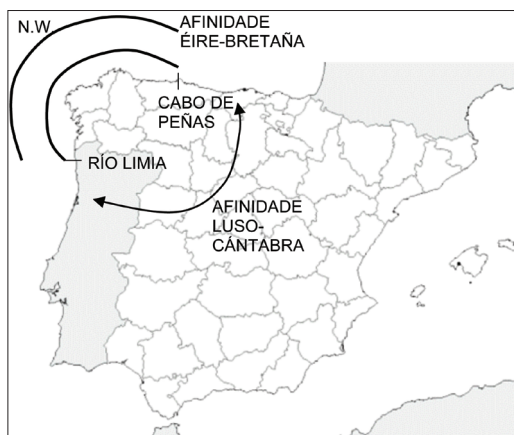 N.W.
AFINIDADE
ÉIRE-BRETAÑA
CABO DE
PEÑAS
RÍO LIMIA
AFINIDADE
LUSO-
CÁNTABRA